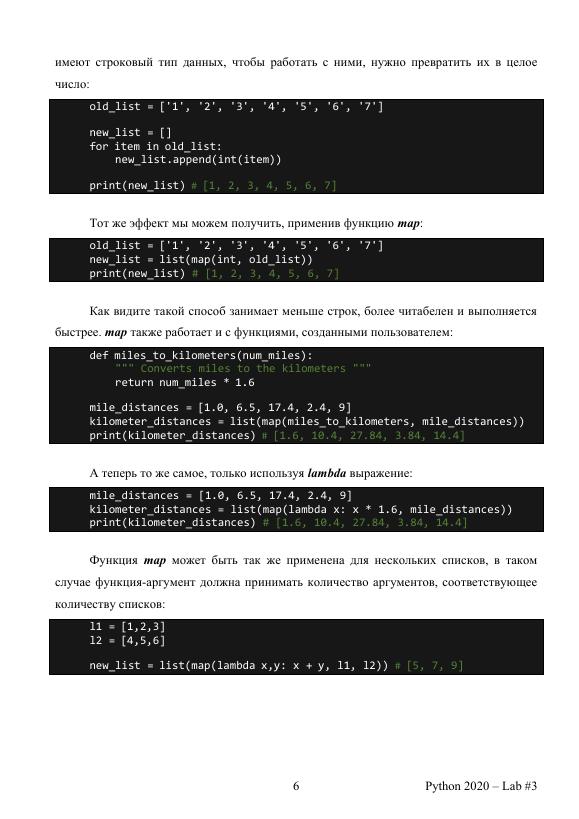 имеют строковый тип данных, чтобы работать с ними, нужно превратить их в целое
число:
old_list = ['1', '2', '3', '4', '5', '6', '7']
new_list = []
for item in old_list:
    new_list.append(int(item))
print(new_list) # [1, 2, 3, 4, 5, 6, 7]
Тот же эффект мы можем получить, применив функцию map:
old_list = ['1', '2', '3', '4', '5', '6', '7']
new_list = list(map(int, old_list))
print(new_list) # [1, 2, 3, 4, 5, 6, 7]
Как видите такой способ занимает меньше строк, более читабелен и выполняется
быстрее. map также работает и с функциями, созданными пользователем:
def miles_to_kilometers(num_miles):
    """ Converts miles to the kilometers """
    return num_miles * 1.6
mile_distances = [1.0, 6.5, 17.4, 2.4, 9]
kilometer_distances = list(map(miles_to_kilometers, mile_distances))
print(kilometer_distances) # [1.6, 10.4, 27.84, 3.84, 14.4]
А теперь то же самое, только используя lambda выражение:
mile_distances = [1.0, 6.5, 17.4, 2.4, 9]
kilometer_distances = list(map(lambda x: x * 1.6, mile_distances))
print(kilometer_distances) # [1.6, 10.4, 27.84, 3.84, 14.4]
Функция map может быть так же применена для нескольких списков, в таком
случае функция-аргумент должна принимать количество аргументов, соответствующее
количеству списков:
l1 = [1,2,3]
l2 = [4,5,6]
new_list = list(map(lambda x,y: x + y, l1, l2)) # [5, 7, 9]
6 Python 2020 – Lab #3